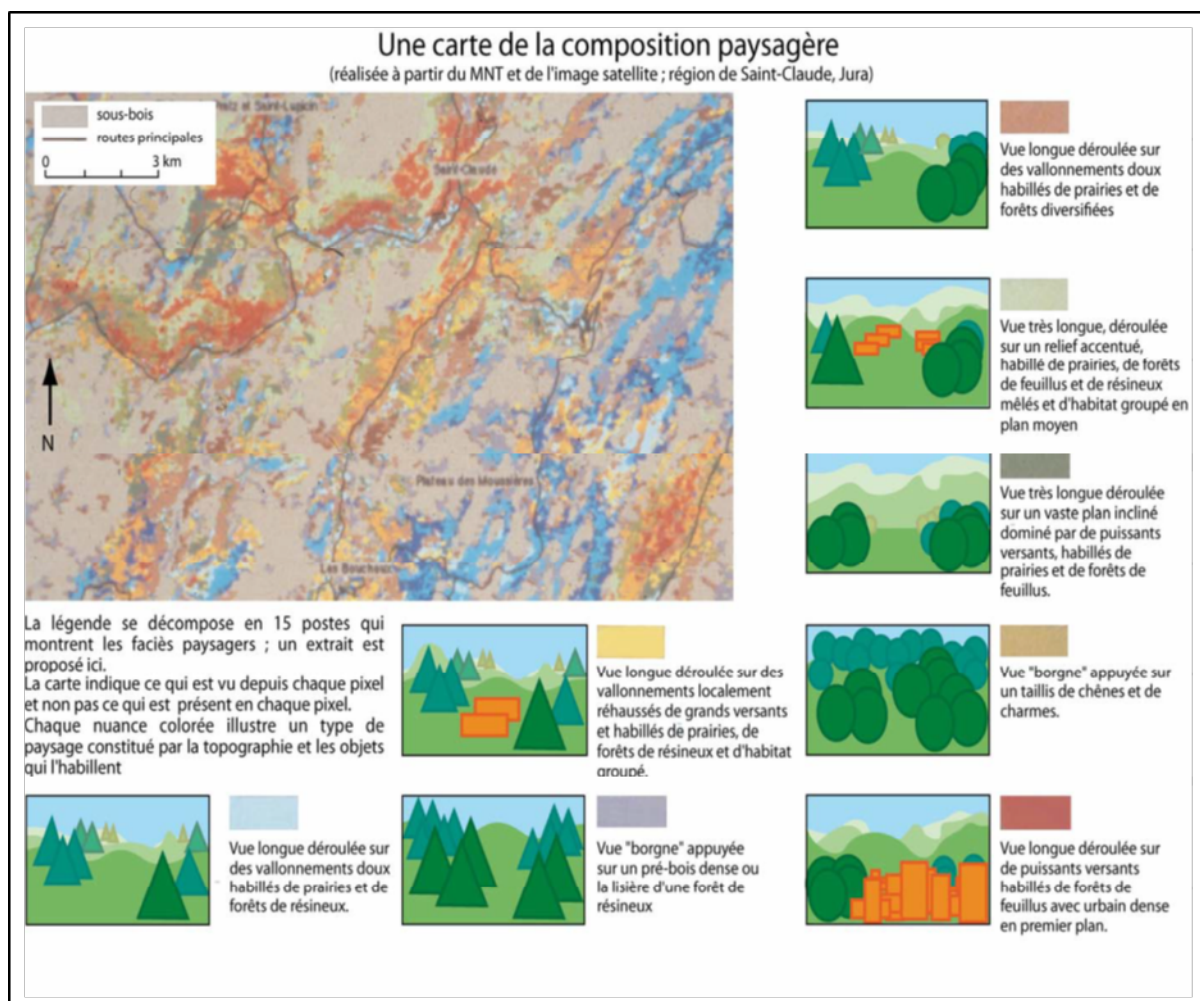 Une carte de la composition paysagère
(réalisée à partir du MNT et de l'image satellite ; région de Saint-Claude, Jura)
sous-bois
routes principales
0 3 km
et Saint-Lupicin
Saint-Claude
N
Plateau des Moussières
Les Bouchoux
Vue longue déroulée sur
des vallonnements doux
habillés de prairies et de
forêts diversifiées
Vue très longue, déroulée
sur un relief accentué,
habillé de prairies, de forêts
de feuillus et de résineux
mêlés et d'habitat groupé en
plan moyen
Vue très longue déroulée
sur un vaste plan incliné
dominé par de puissants
versants, habillés de
prairies et de forêts de
feuillus.
La légende se décompose en 15 postes qui
montrent les faciès paysagers ; un extrait est
proposé ici.
La carte indique ce qui est vu depuis chaque pixel
et non pas ce qui est présent en chaque pixel.
Chaque nuance colorée illustre un type de
paysage constitué par la topographie et les objets
qui l'habillent
Vue longue déroulée sur des
vallonnements localement
réhaussés de grands versants
et habillés de prairies, de
forêts de résineux et d'habitat
groupé.
Vue "borgne" appuyée sur
un taillis de chênes et de
charmes.
Vue longue déroulée sur
des vallonnements doux
habillés de prairies et de
forêts de résineux.
Vue "borgne" appuyée
sur un pré-bois dense ou
la lisière d'une forêt de
résineux
Vue longue déroulée sur
de puissants versants
habillés de forêts de
feuillus avec urbain dense
en premier plan.